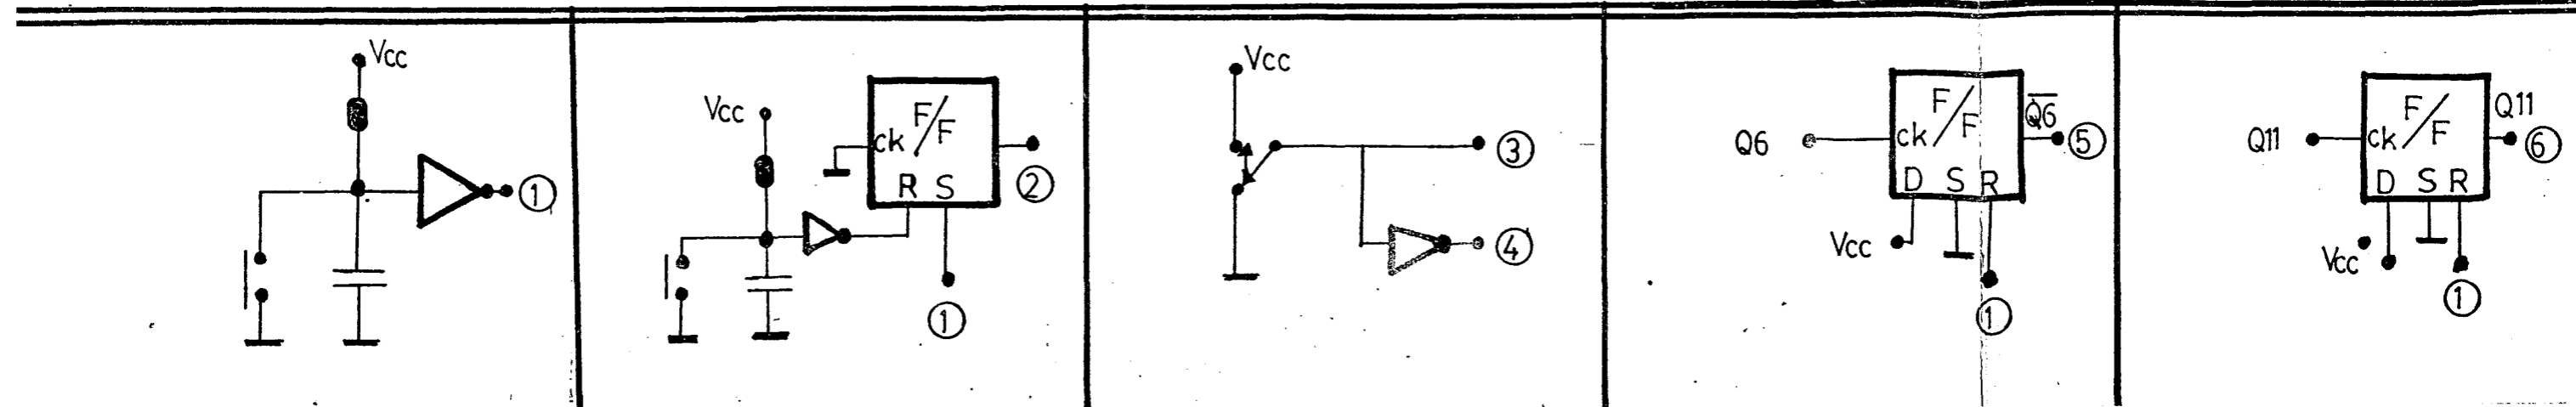 Vcc
①
Vcc
F/F
ck
R S
②
①
Vcc
③
④
Q6
F/F
ck
Q̅6̅
⑤
D S R
Vcc
①
Q11
F/F
ck
Q11
⑥
D S R
Vcc
①